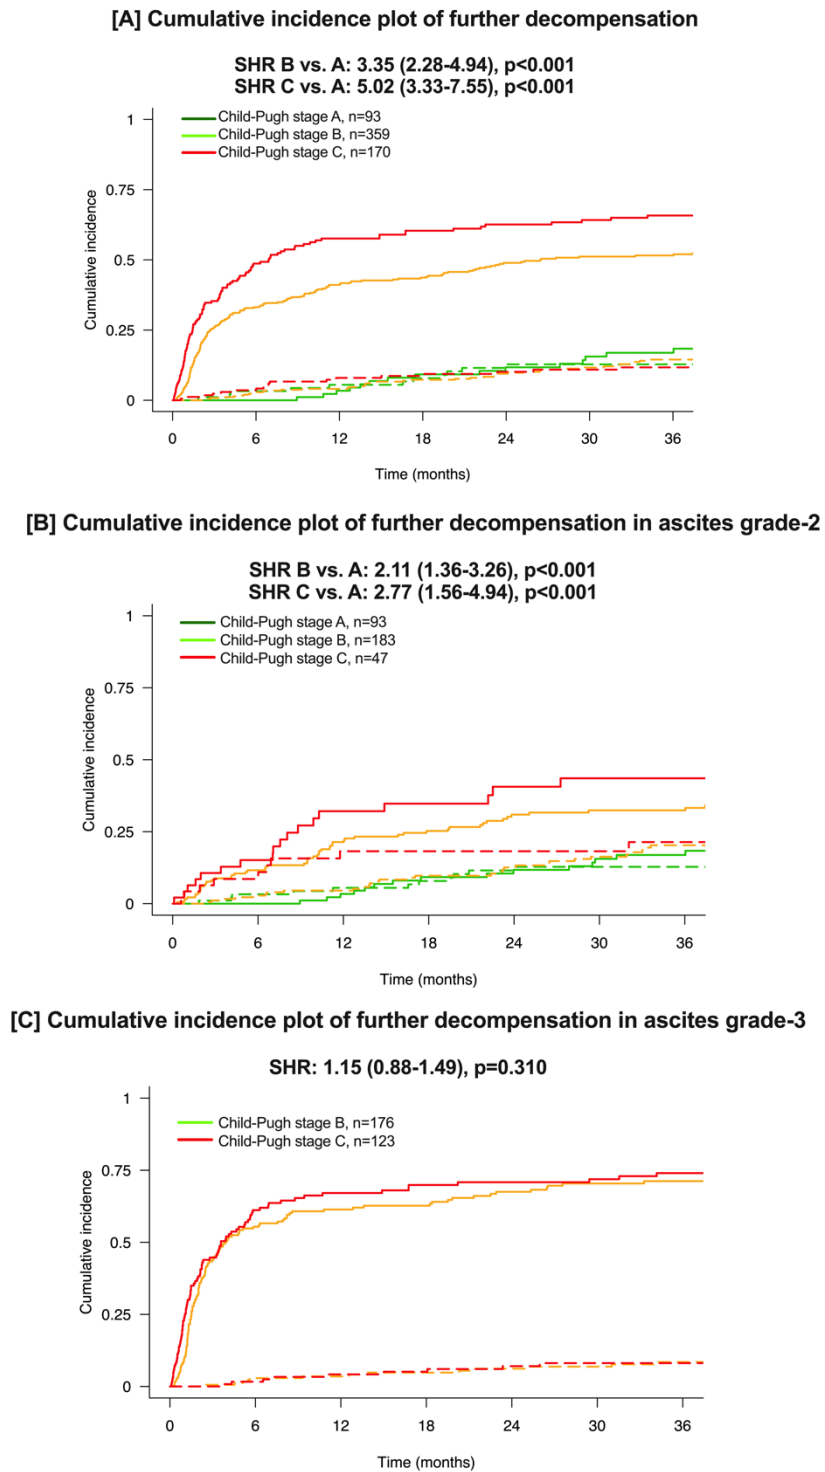 [A] Cumulative incidence plot of further decompensation
SHR B vs. A: 3.35 (2.28-4.94), p<0.001
SHR C vs. A: 5.02 (3.33-7.55), p<0.001
Child-Pugh stage A, n=93
Child-Pugh stage B, n=359
Child-Pugh stage C, n=170
Cumulative incidence
1
0.75
0.5
0.25
0
0 6 12 18 24 30 36
Time (months)
[B] Cumulative incidence plot of further decompensation in ascites grade-2
SHR B vs. A: 2.11 (1.36-3.26), p<0.001
SHR C vs. A: 2.77 (1.56-4.94), p<0.001
Child-Pugh stage A, n=93
Child-Pugh stage B, n=183
Child-Pugh stage C, n=47
Cumulative incidence
1
0.75
0.5
0.25
0
0 6 12 18 24 30 36
Time (months)
[C] Cumulative incidence plot of further decompensation in ascites grade-3
SHR: 1.15 (0.88-1.49), p=0.310
Child-Pugh stage B, n=176
Child-Pugh stage C, n=123
Cumulative incidence
1
0.75
0.5
0.25
0
0 6 12 18 24 30 36
Time (months)